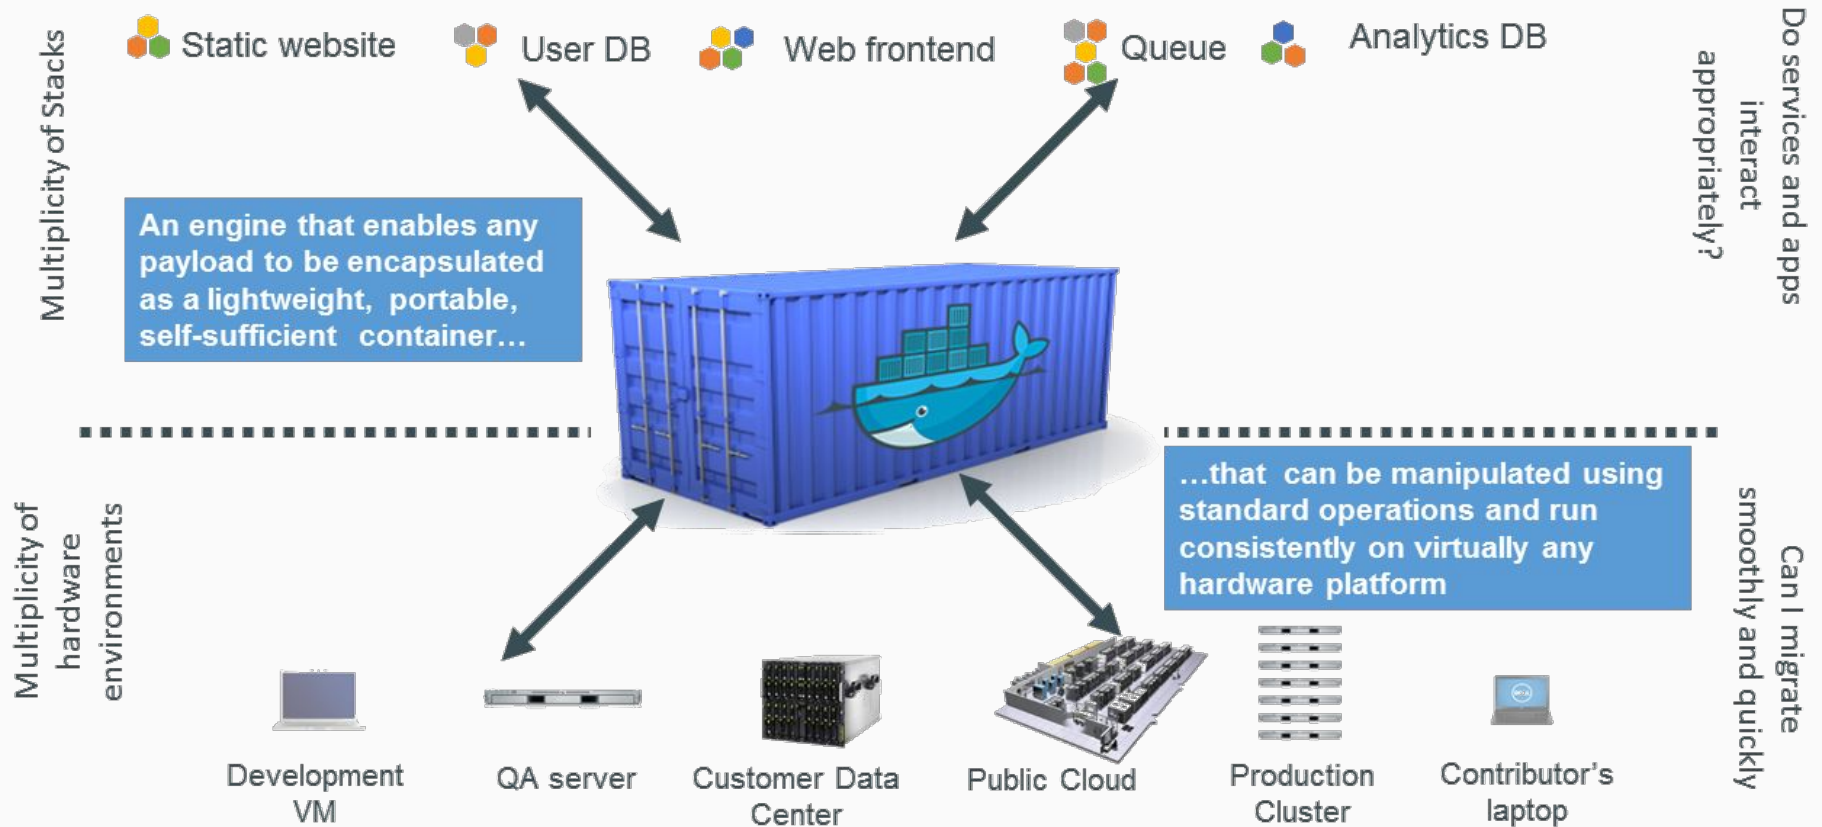 Static website
User DB
Web frontend
Queue
Analytics DB
Multiplicity of Stacks
Do services and apps
interact
appropriately?
An engine that enables any
payload to be encapsulated
as a lightweight, portable,
self-sufficient container...
...that can be manipulated using
standard operations and run
consistently on virtually any
hardware platform
Multiplicity of
hardware
environments
Can I migrate
smoothly and quickly
Development
VM
QA server
Customer Data
Center
Public Cloud
Production
Cluster
Contributor's
laptop
DELL